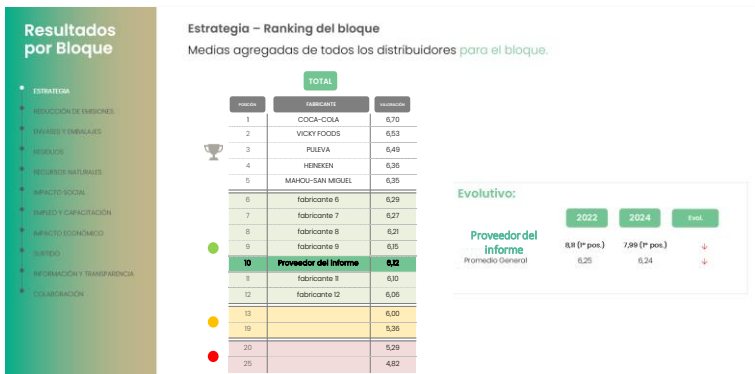 Resultados
por Bloque
ESTRATEGIA
REDUCCIÓN DE EMISIONES
ENVASES Y EMBALAJES
RESIDUOS
RECURSOS NATURALES
IMPACTO SOCIAL
EMPLEO Y CAPACITACIÓN
IMPACTO ECONÓMICO
SURTIDO
INFORMACIÓN Y TRANSPARENCIA
COLABORACIÓN
Estrategia – Ranking del bloque
Medias agregadas de todos los distribuidores para el bloque.
TOTAL
POSICIÓN FABRICANTE VALORACIÓN
1 COCA-COLA 6,70
2 VICKY FOODS 6,53
3 PULEVA 6,49
4 HEINEKEN 6,36
5 MAHOU-SAN MIGUEL 6,35
6 fabricante 6 6,29
7 fabricante 7 6,27
8 fabricante 8 6,21
9 fabricante 9 6,15
10 Proveedor del informe 6,12
11 fabricante 11 6,10
12 fabricante 12 6,06
13 6,00
19 5,36
20 5,29
25 4,82
Evolutivo:
2022 2024 Evol.
Proveedor del
informe 8,11 (1ª pos.) 7,99 (1ª pos.) ↓
Promedio General 6,25 6,24 ↓